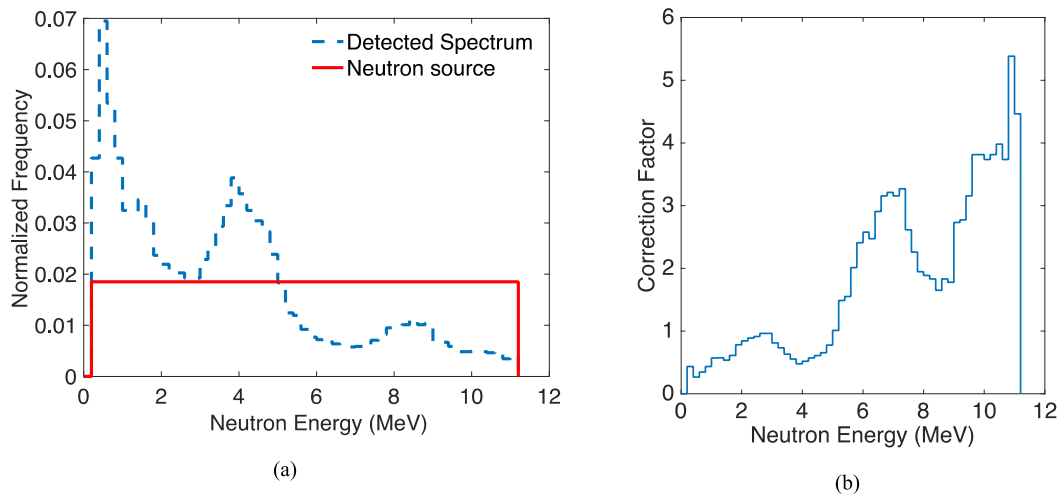 0.07
0.06
0.05
0.04
0.03
0.02
0.01
0
Normalized Frequency
Detected Spectrum
Neutron source
0 2 4 6 8 10 12
Neutron Energy (MeV)
(a)
6
5
4
3
2
1
0
Correction Factor
0 2 4 6 8 10 12
Neutron Energy (MeV)
(b)